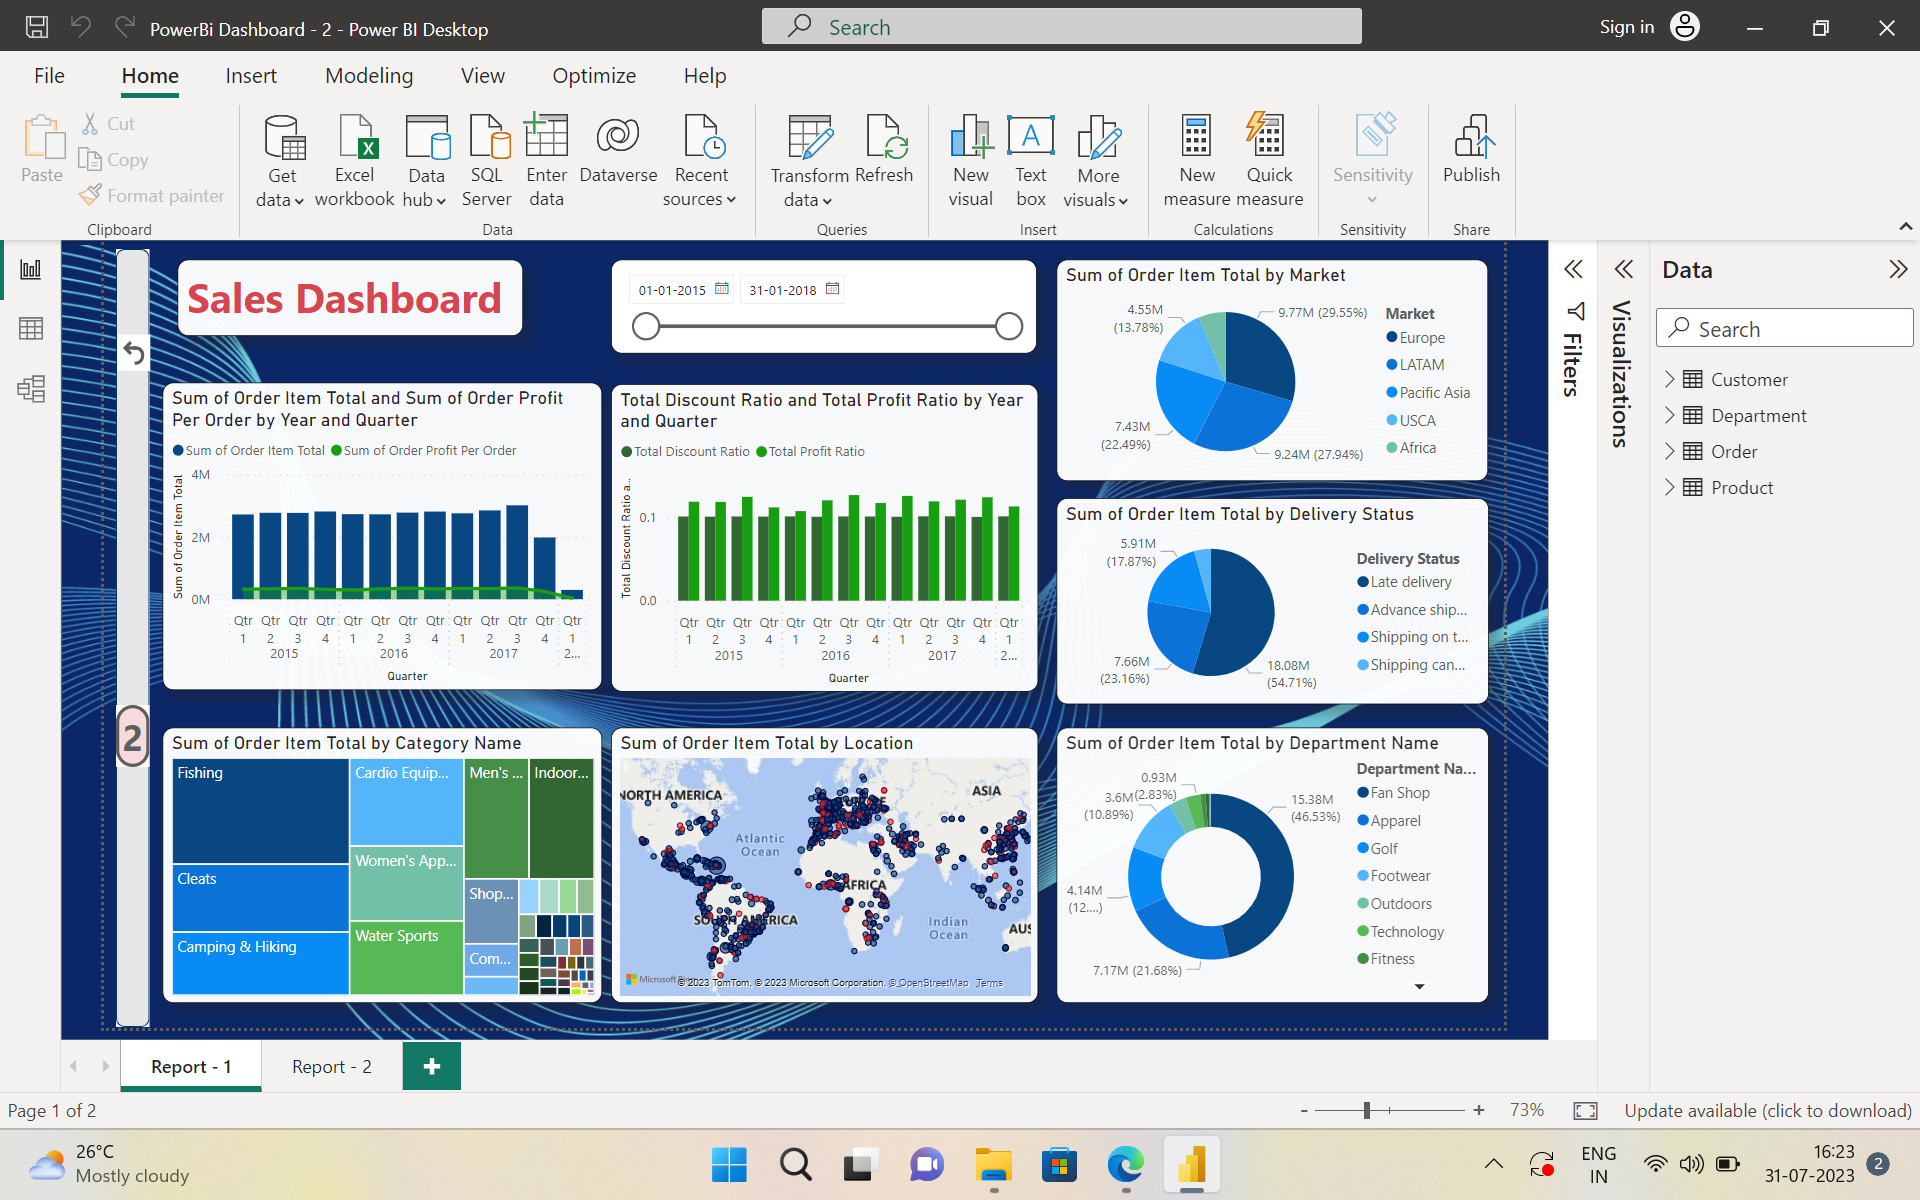 PowerBi Dashboard - 2 - Power BI Desktop
Search
Sign in
File
Home
Insert
Modeling
View
Optimize
Help
Paste
Cut
Copy
Format painter
Clipboard
Get data
Excel workbook
Data hub
SQL Server
Enter data
Dataverse
Recent sources
Data
Transform data
Refresh
Queries
New visual
Text box
More visuals
Insert
New measure
Quick measure
Calculations
Sensitivity
Sensitivity
Publish
Share
Sales Dashboard
01-01-2015
31-01-2018
Sum of Order Item Total and Sum of Order Profit
Per Order by Year and Quarter
Sum of Order Item Total
Sum of Order Profit Per Order
Sum of Order Item Total
4M
2M
0M
Qtr 1 Qtr 2 Qtr 3 Qtr 4 Qtr 1 Qtr 2 Qtr 3 Qtr 4 Qtr 1 Qtr 2 Qtr 3 Qtr 4 Qtr 1
2015 2016 2017 2...
Quarter
Total Discount Ratio and Total Profit Ratio by Year
and Quarter
Total Discount Ratio
Total Profit Ratio
Total Discount Ratio a...
0.1
0.0
Qtr 1 Qtr 2 Qtr 3 Qtr 4 Qtr 1 Qtr 2 Qtr 3 Qtr 4 Qtr 1 Qtr 2 Qtr 3 Qtr 4 Qtr 1
2015 2016 2017 2...
Quarter
Sum of Order Item Total by Market
4.55M
(13.78%)
9.77M (29.55%)
7.43M
(22.49%)
9.24M (27.94%)
Market
Europe
LATAM
Pacific Asia
USCA
Africa
Sum of Order Item Total by Delivery Status
5.91M
(17.87%)
7.66M
(23.16%)
18.08M
(54.71%)
Delivery Status
Late delivery
Advance ship...
Shipping on t...
Shipping can...
2
Sum of Order Item Total by Category Name
Fishing
Cleats
Camping & Hiking
Cardio Equip...
Women's App...
Water Sports
Men's ...
Indoor...
Shop...
Com...
Sum of Order Item Total by Location
NORTH AMERICA
ASIA
Atlantic
Ocean
AFRICA
SOUTH AMERICA
Indian
Ocean
AUS
Microsoft Bing
© 2023 TomTom, © 2023 Microsoft Corporation, © OpenStreetMap Terms
Sum of Order Item Total by Department Name
0.93M
(2.83%)
3.6M
(10.89%)
15.38M
(46.53%)
4.14M
(12....)
7.17M (21.68%)
Department Na...
Fan Shop
Apparel
Golf
Footwear
Outdoors
Technology
Fitness
Filters
Visualizations
Data
Search
Customer
Department
Order
Product
Report - 1
Report - 2
Page 1 of 2
- + 73%
Update available (click to download)
26°C
Mostly cloudy
ENG
IN
16:23
31-07-2023
2